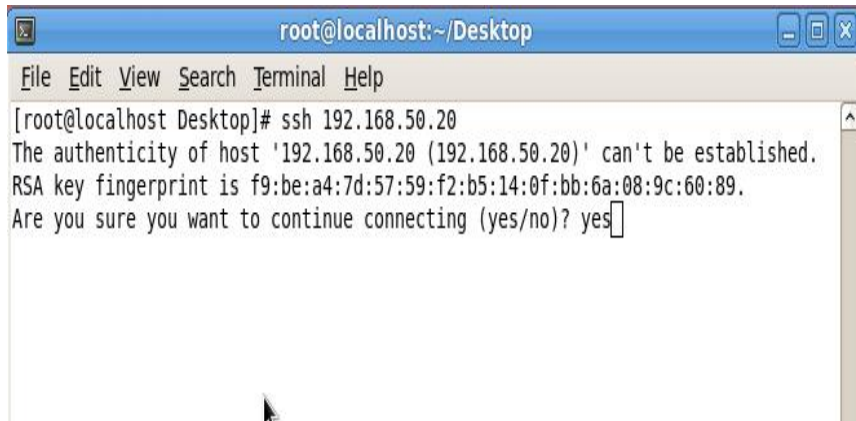 root@localhost:~/Desktop
File Edit View Search Terminal Help
[root@localhost Desktop]# ssh 192.168.50.20
The authenticity of host '192.168.50.20 (192.168.50.20)' can't be established.
RSA key fingerprint is f9:be:a4:7d:57:59:f2:b5:14:0f:bb:6a:08:9c:60:89.
Are you sure you want to continue connecting (yes/no)? yes